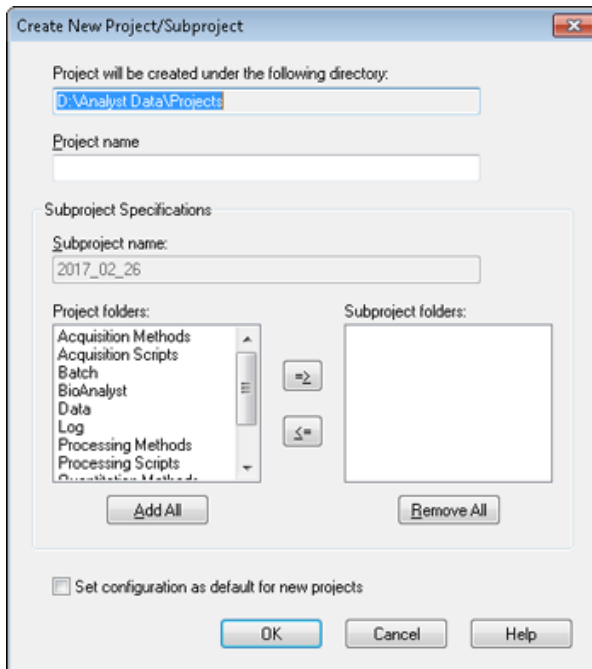 Create New Project/Subproject
Project will be created under the following directory:
D:\Analyst Data\Projects
Project name
Subproject Specifications
Subproject name:
2017_02_26
Project folders:
Subproject folders:
Acquisition Methods
Acquisition Scripts
Batch
BioAnalyst
Data
Log
Processing Methods
Processing Scripts
Quantitation Methods
=>
<=
Add All
Remove All
Set configuration as default for new projects
OK
Cancel
Help